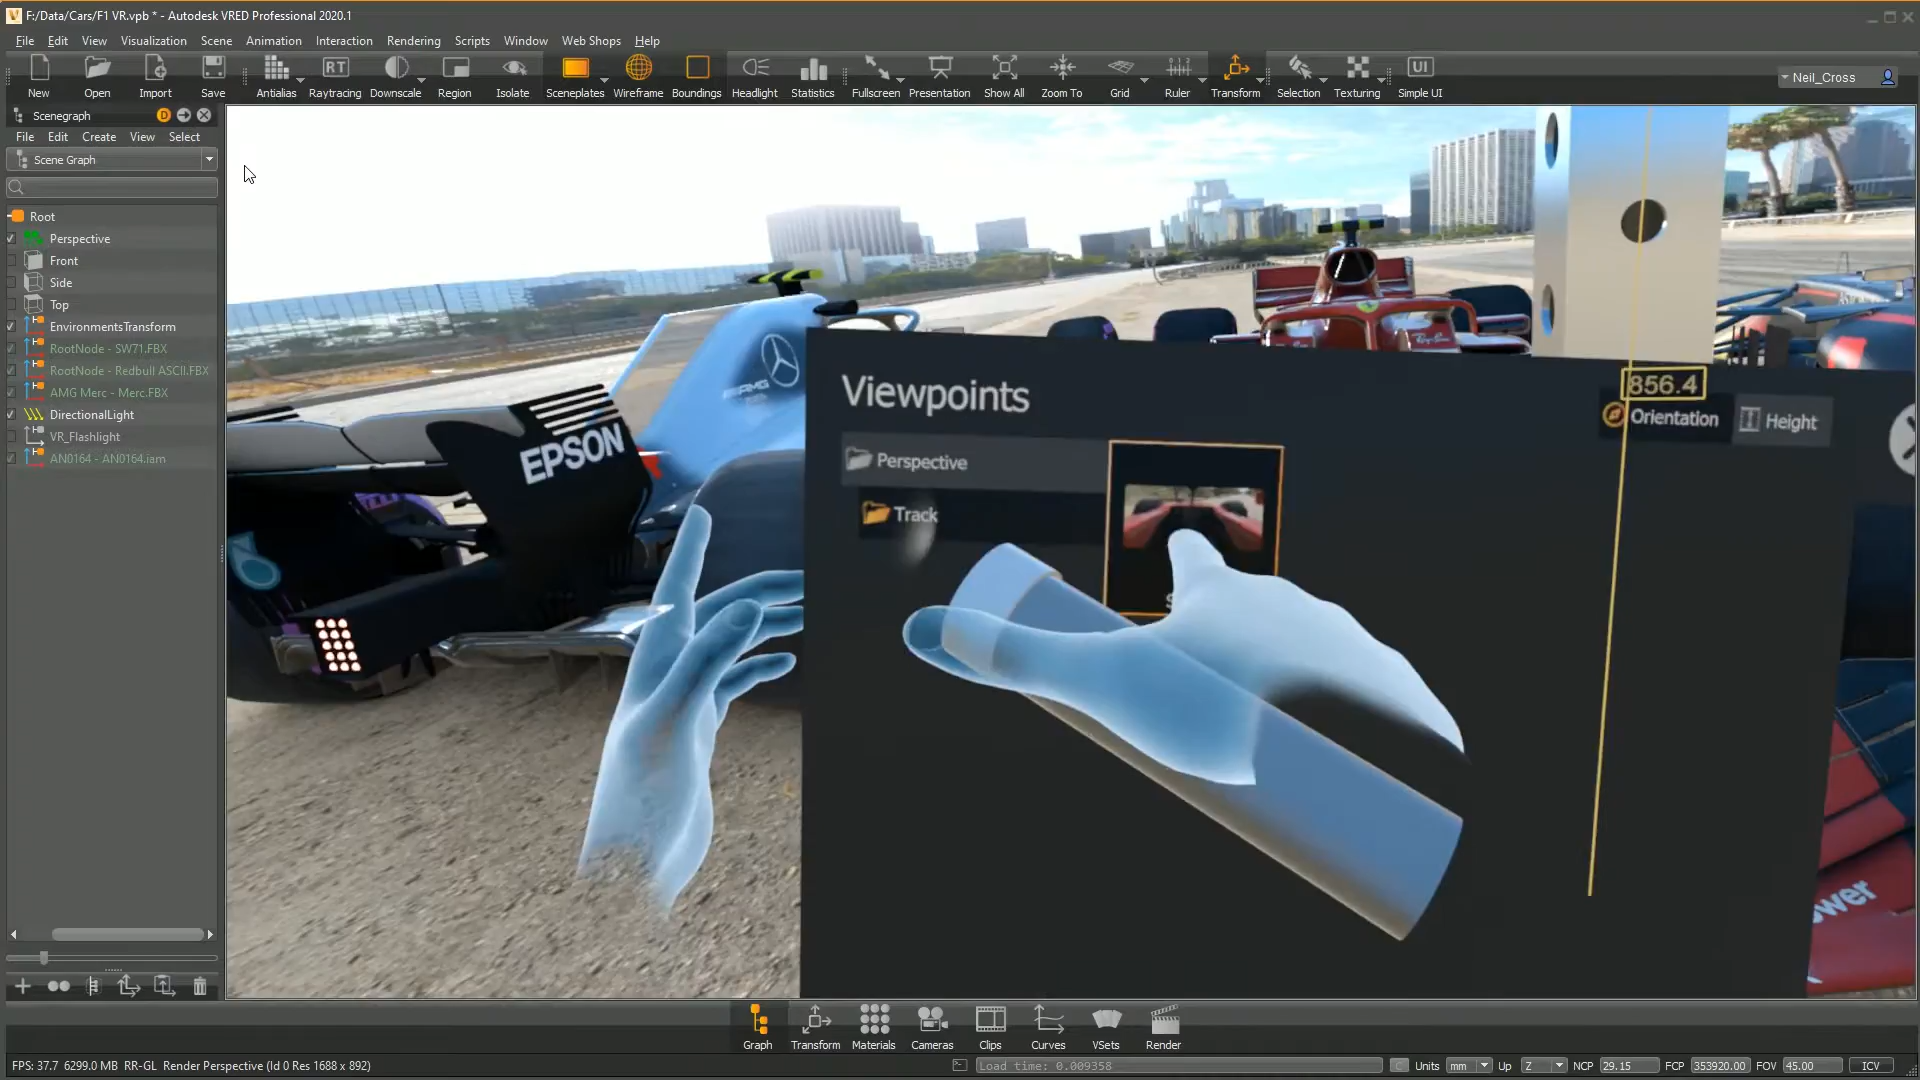 F:/Data/Cars/F1 VR.vpb * - Autodesk VRED Professional 2020.1
File Edit View Visualization Scene Animation Interaction Rendering Scripts Window Web Shops Help
RT UI
New Open Import Save Antialias Raytracing Downscale Region Isolate Sceneplates Wireframe Boundings Headlight Statistics Fullscreen Presentation Show All Zoom To Grid Ruler Transform Selection Texturing Simple UI
Neil_Cross
Scenegraph D
File Edit Create View Select
Scene Graph
Root
Perspective
Front
Side
Top
EnvironmentsTransform
RootNode - SW71.FBX
RootNode - Redbull ASCII.FBX
AMG Merc - Merc.FBX
DirectionalLight
VR_Flashlight
AN0164 - AN0164.iam
AMG
EPSON
Viewpoints
856.4
Orientation Height
Perspective
Track
Graph Transform Materials Cameras Clips Curves VSets Render
FPS: 37.7 6299.0 MB RR-GL Render Perspective (Id 0 Res 1688 x 892)
Load time: 0.009358
C Units mm Up Z NCP 29.15 FCP 353920.00 FOV 45.00 ICV